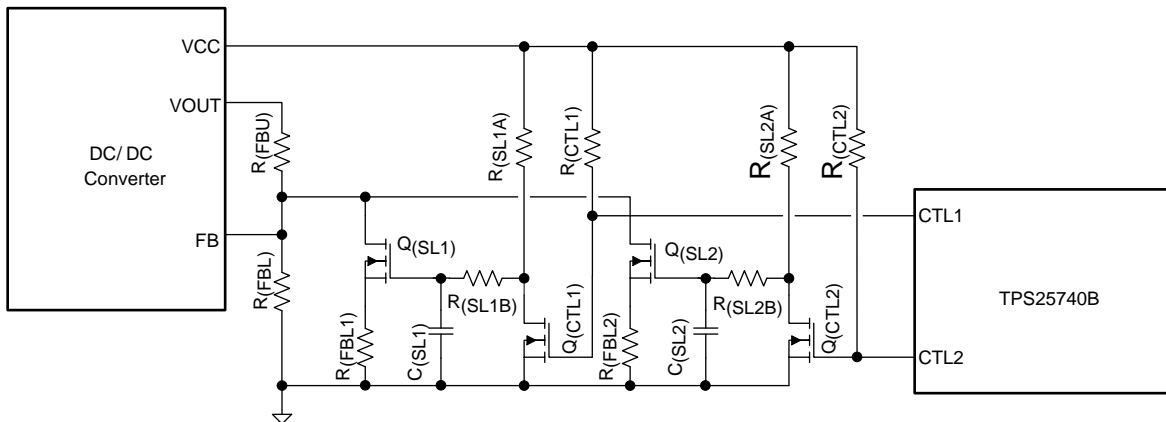 VCC
VOUT
DC/ DC
Converter
FB
R(FBU)
R(FBL)
R(SL1A)
R(CTL1)
R(SL2A)
R(CTL2)
Q(SL1)
R(SL1B)
Q(CTL1)
R(FBL1)
C(SL1)
Q(SL2)
R(SL2B)
Q(CTL2)
R(FBL2)
C(SL2)
CTL1
TPS25740B
CTL2